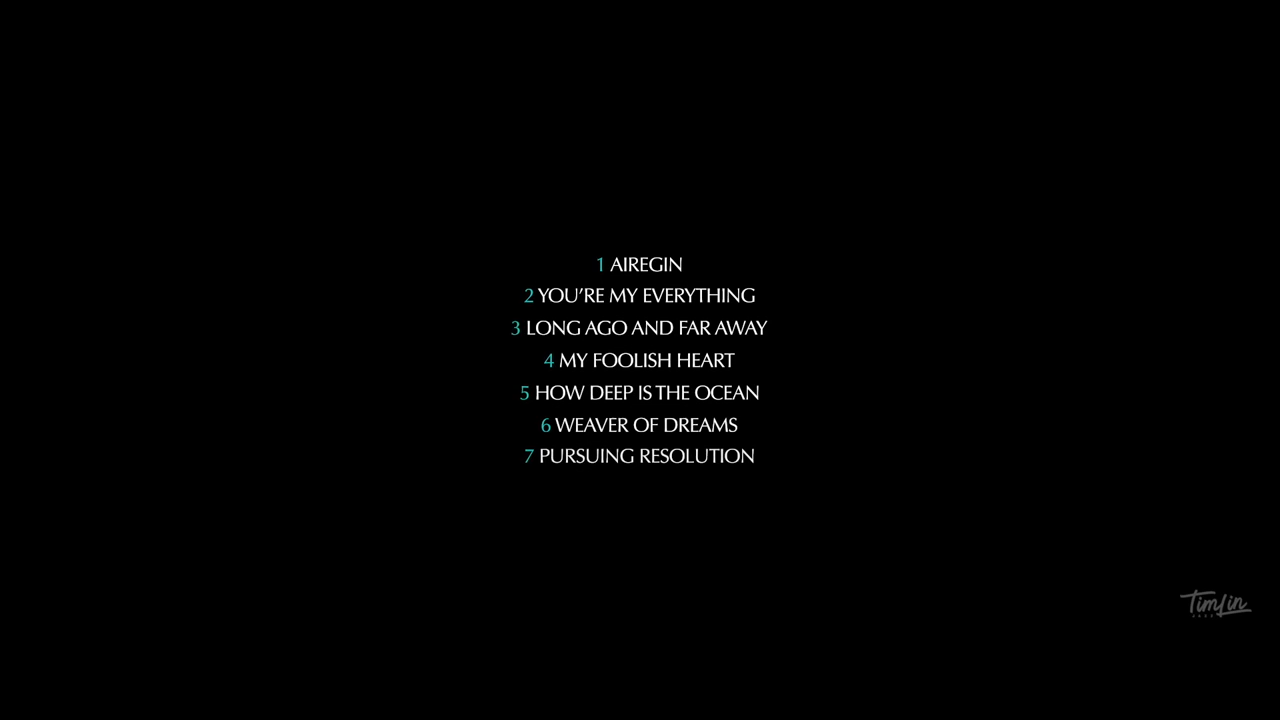 1 AIREGIN
2 YOU’RE MY EVERYTHING
3 LONG AGO AND FAR AWAY
4 MY FOOLISH HEART
5 HOW DEEP IS THE OCEAN
6 WEAVER OF DREAMS
7 PURSUING RESOLUTION
TimLin
JAZZ